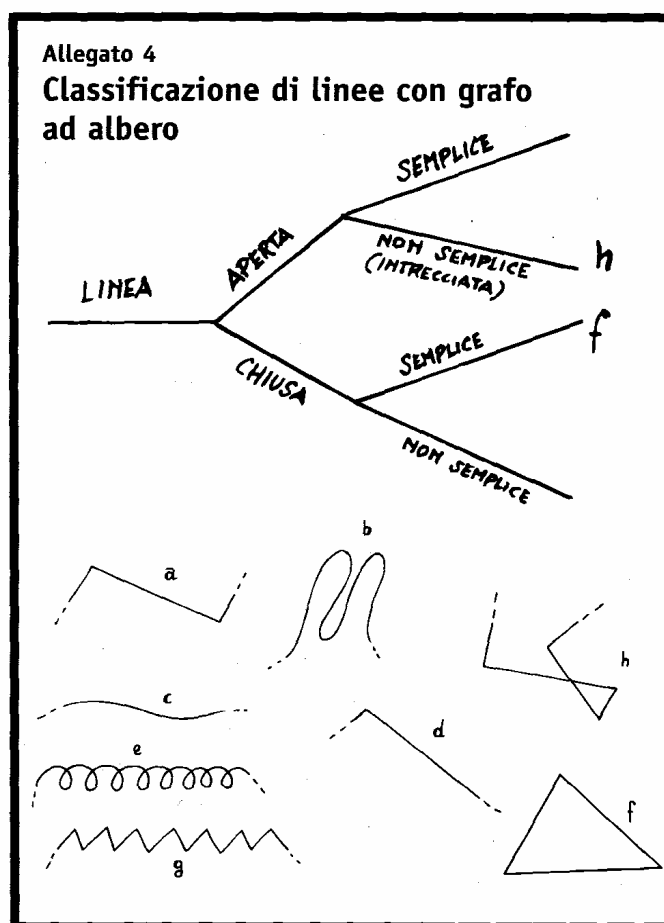 Allegato 4
Classificazione di linee con grafo
ad albero
SEMPLICE
APERTA
NON SEMPLICE
(INTRECCIATA)
h
LINEA
f
SEMPLICE
CHIUSA
NON SEMPLICE
b
a
h
c
d
e
f
g